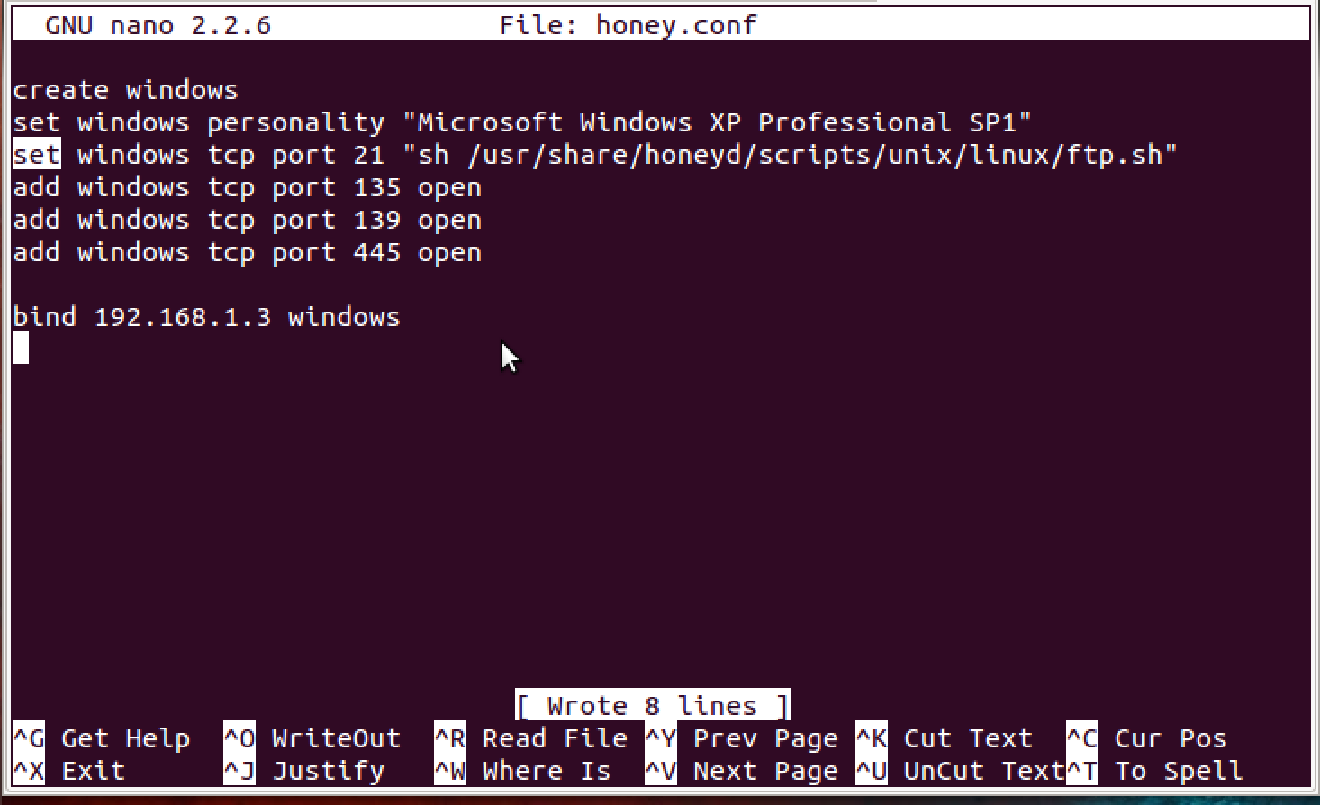 GNU nano 2.2.6 File: honey.conf
create windows
set windows personality "Microsoft Windows XP Professional SP1"
set windows tcp port 21 "sh /usr/share/honeyd/scripts/unix/linux/ftp.sh"
add windows tcp port 135 open
add windows tcp port 139 open
add windows tcp port 445 open
bind 192.168.1.3 windows
[ Wrote 8 lines ]
^G Get Help ^O WriteOut ^R Read File ^Y Prev Page ^K Cut Text ^C Cur Pos
^X Exit ^J Justify ^W Where Is ^V Next Page ^U UnCut Text ^T To Spell